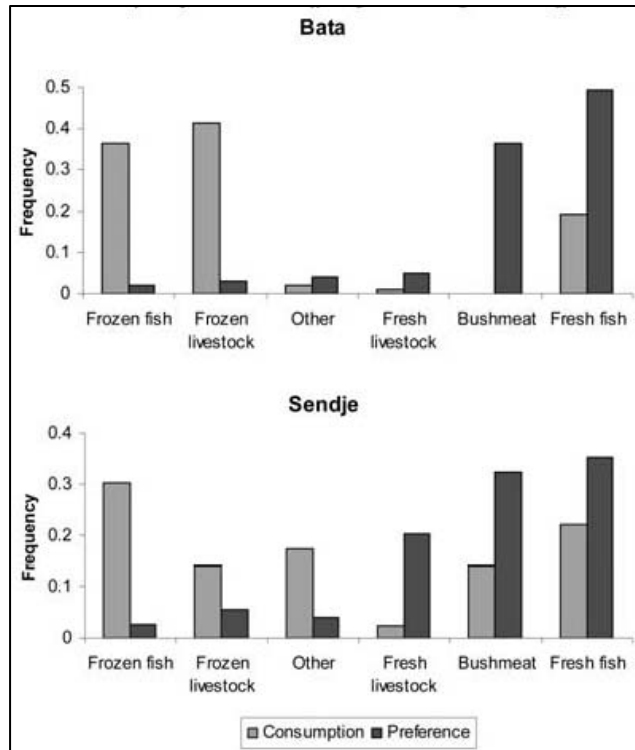 Bata
0.5
0.4
0.3
0.2
0.1
0
Frequency
Frozen fish
Frozen livestock
Other
Fresh livestock
Bushmeat
Fresh fish
Sendje
0.4
0.3
0.2
0.1
0
Frequency
Frozen fish
Frozen livestock
Other
Fresh livestock
Bushmeat
Fresh fish
Consumption Preference